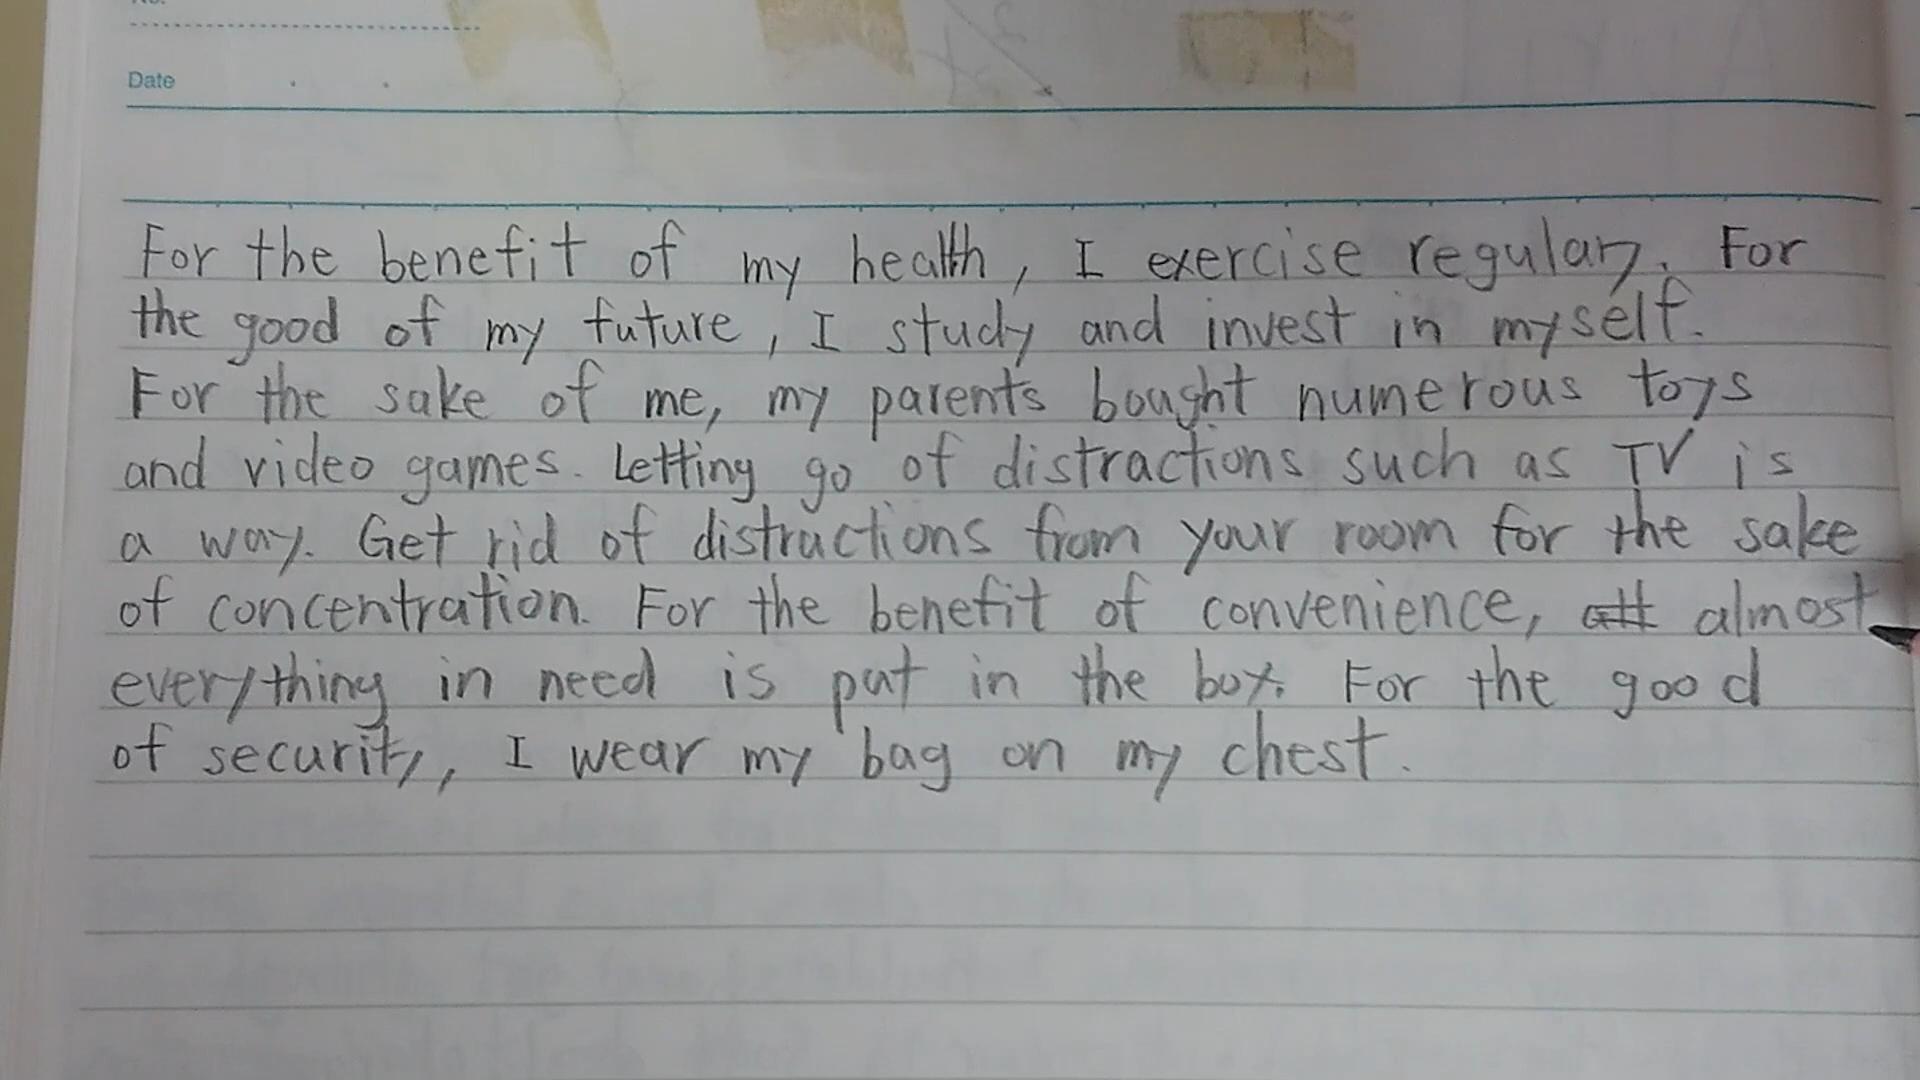 Date
For the benefit of my health, I exercise regulary. For
the good of my future, I study and invest in myself.
For the sake of me, my parents bought numerous toys
and video games. Letting go of distractions such as TV is
a way. Get rid of distractions from your room for the sake
of concentration. For the benefit of convenience, almost
everything in need is put in the box. For the good
of security, I wear my bag on my chest.